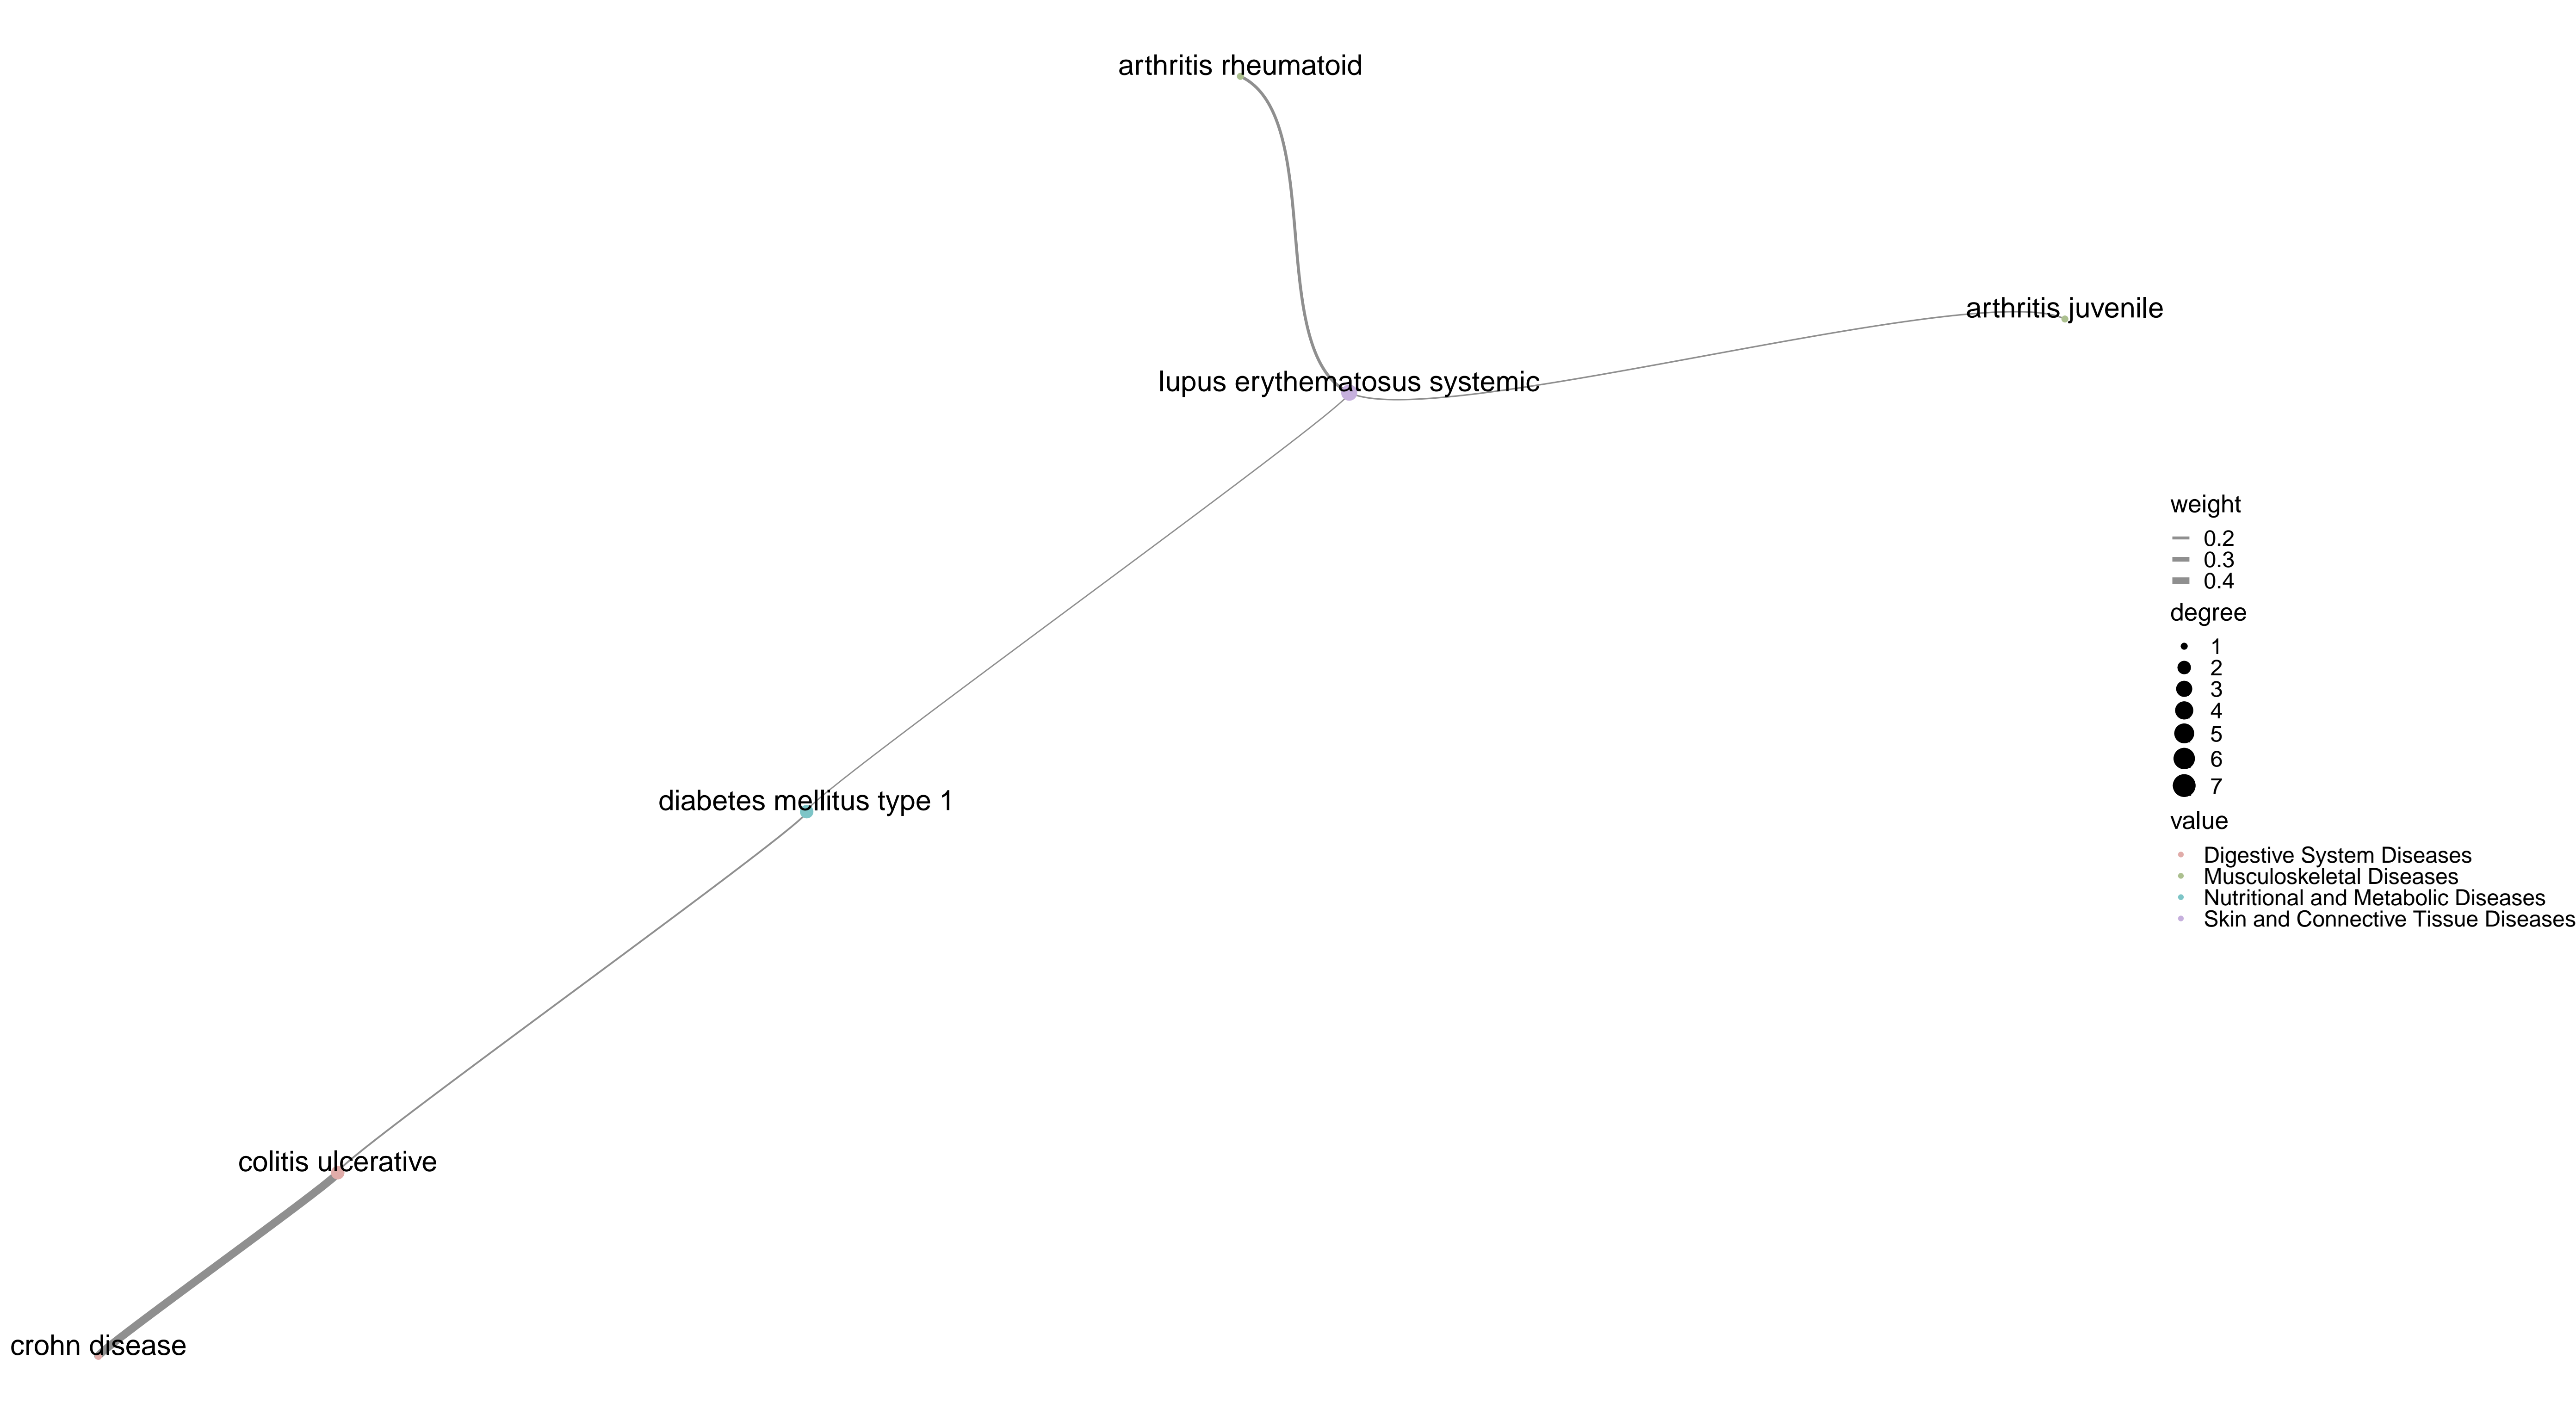 arthritis rheumatoid
arthritis juvenile
lupus erythematosus systemic
diabetes mellitus type 1
colitis ulcerative
crohn disease
weight
0.2
0.3
0.4
degree
1
2
3
4
5
6
7
value
Digestive System Diseases
Musculoskeletal Diseases
Nutritional and Metabolic Diseases
Skin and Connective Tissue Diseases